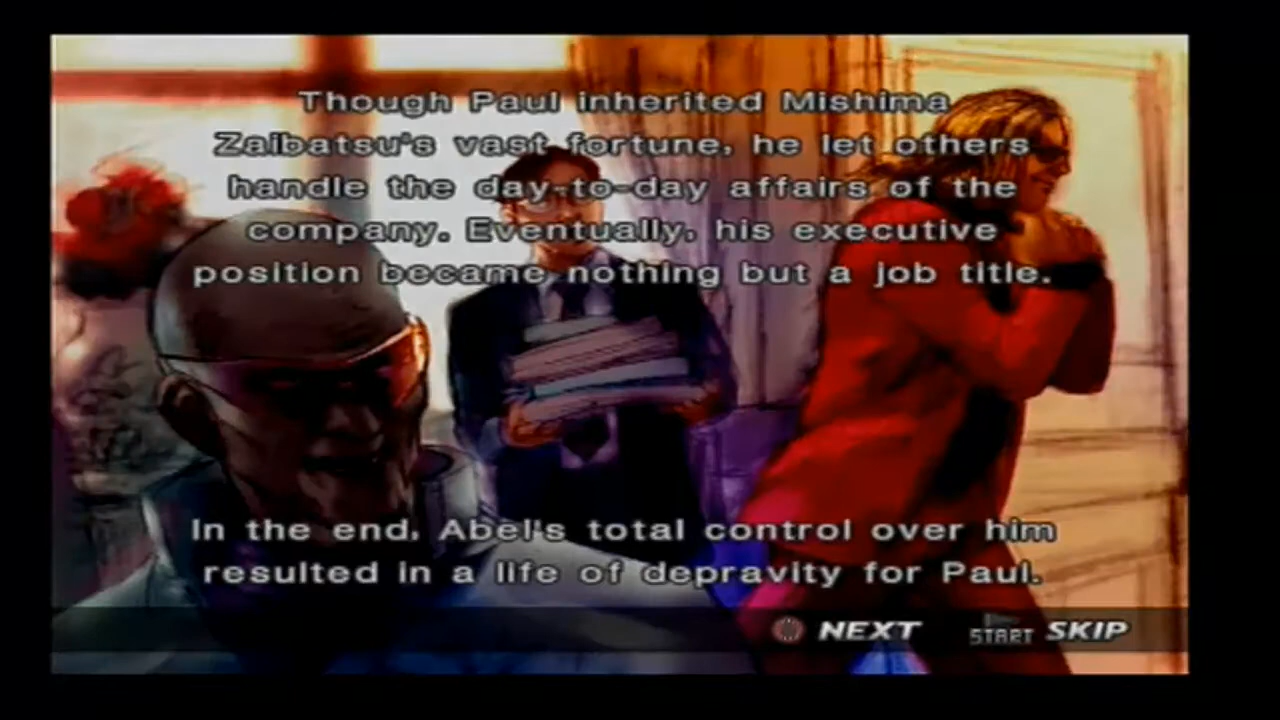 Though Paul inherited Mishima
Zaibatsu's vast fortune, he let others
handle the day-to-day affairs of the
company. Eventually, his executive
position became nothing but a job title.
In the end, Abel's total control over him
resulted in a life of depravity for Paul.
NEXT START SKIP